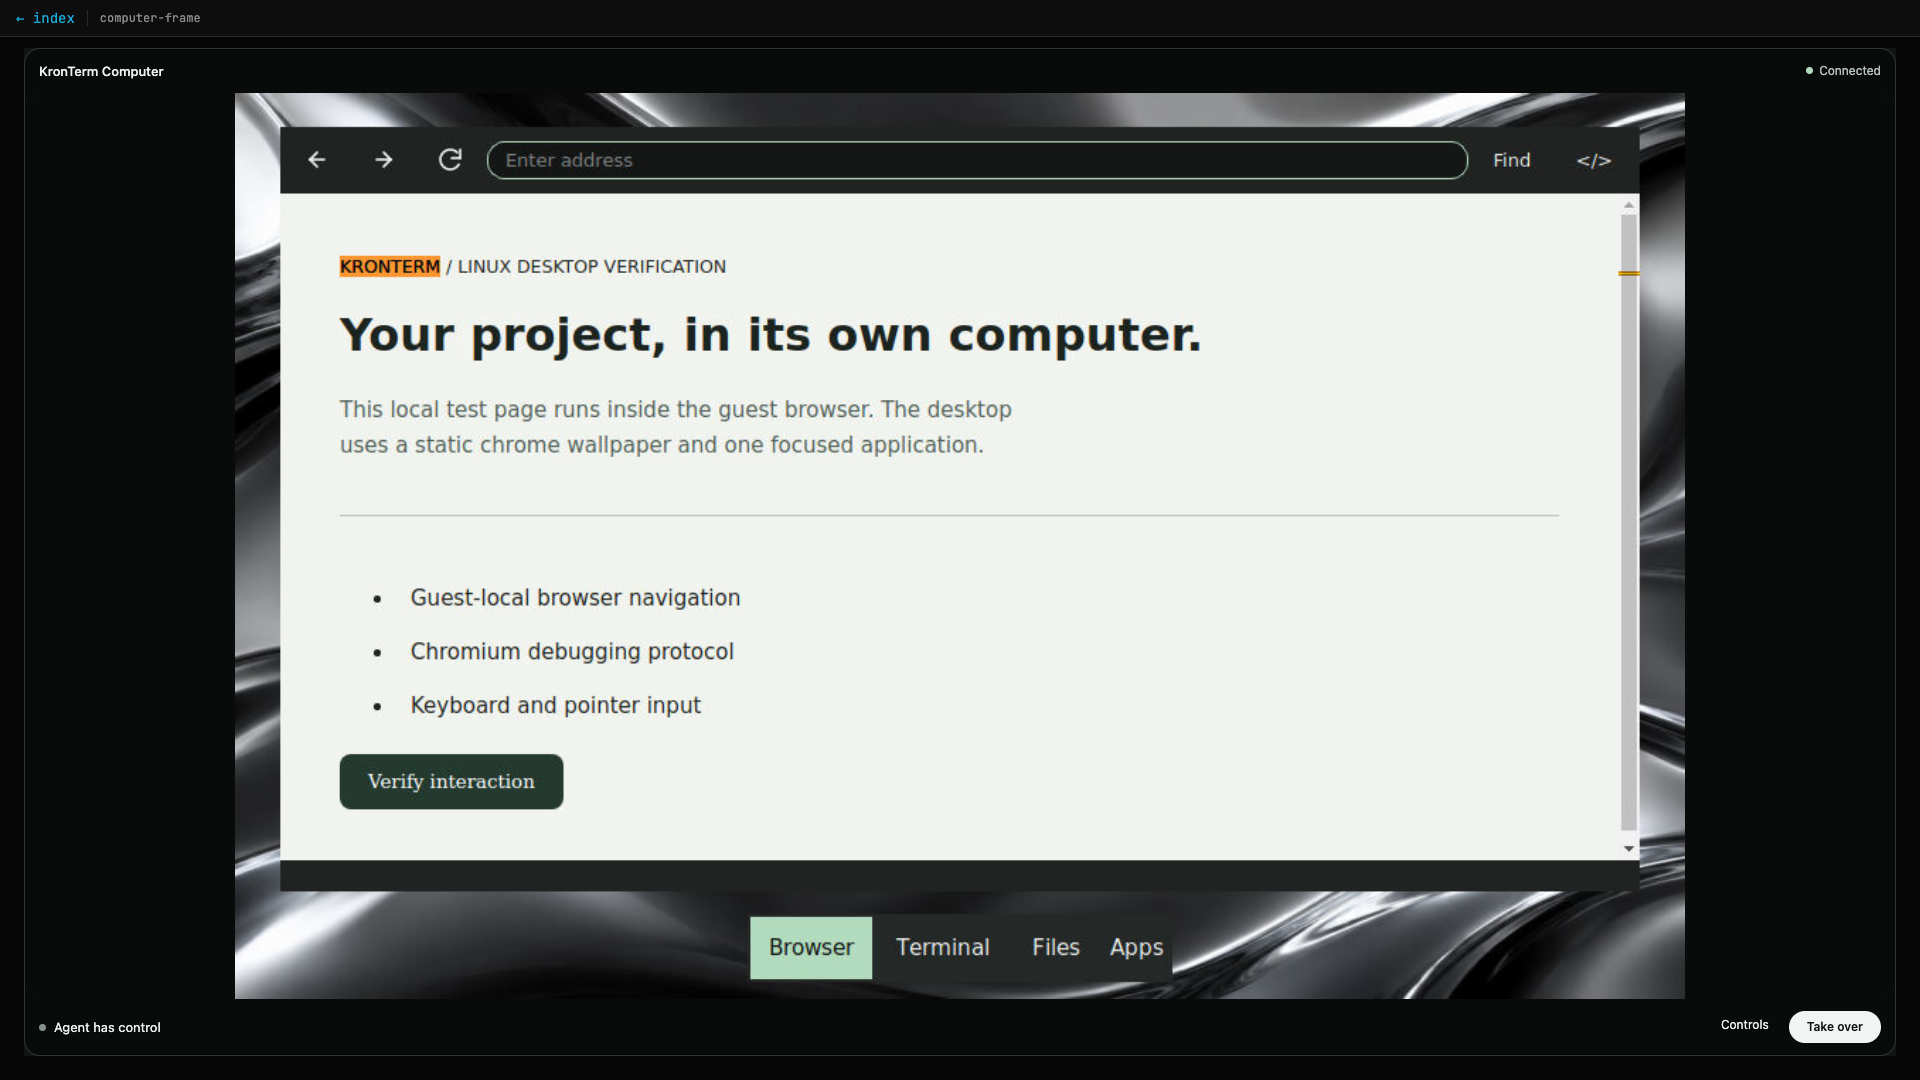 ← index
computer-frame
KronTerm Computer
Connected
Enter address
Find
</>
KRONTERM / LINUX DESKTOP VERIFICATION
Your project, in its own computer.
This local test page runs inside the guest browser. The desktop
uses a static chrome wallpaper and one focused application.
• Guest-local browser navigation
• Chromium debugging protocol
• Keyboard and pointer input
Verify interaction
Browser
Terminal
Files
Apps
Agent has control
Controls
Take over